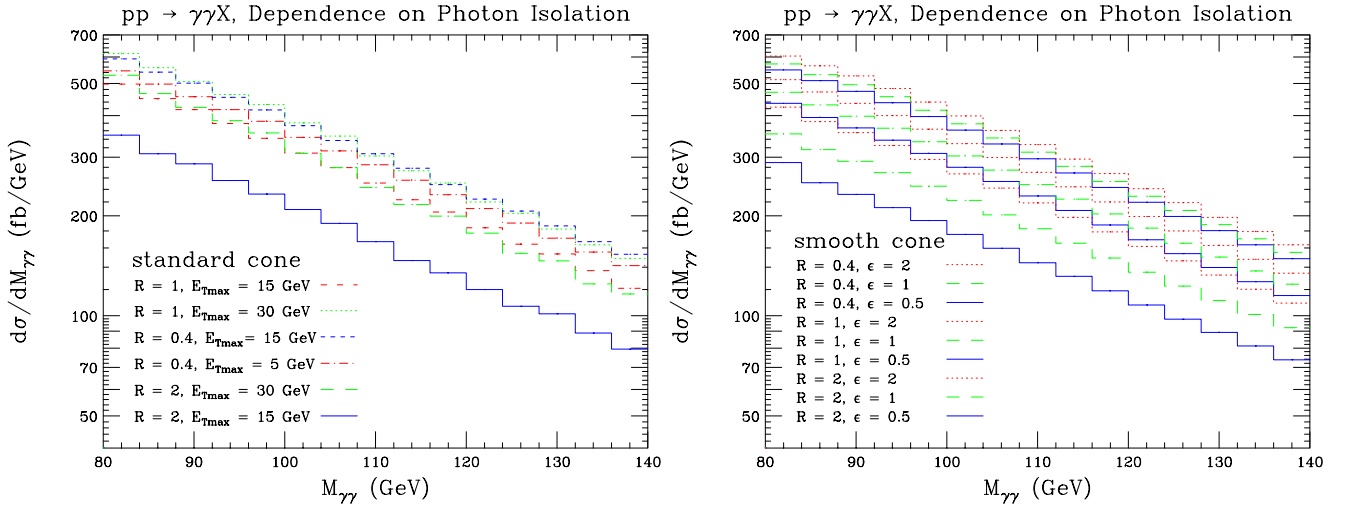 pp → γγX, Dependence on Photon Isolation
700
500
300
200
100
70
50
dσ/dMγγ (fb/GeV)
standard cone
R = 1, ETmax = 15 GeV
R = 1, ETmax = 30 GeV
R = 0.4, ETmax = 15 GeV
R = 0.4, ETmax = 5 GeV
R = 2, ETmax = 30 GeV
R = 2, ETmax = 15 GeV
80 90 100 110 120 130 140
Mγγ (GeV)
pp → γγX, Dependence on Photon Isolation
700
500
300
200
100
70
50
dσ/dMγγ (fb/GeV)
smooth cone
R = 0.4, ϵ = 2
R = 0.4, ϵ = 1
R = 0.4, ϵ = 0.5
R = 1, ϵ = 2
R = 1, ϵ = 1
R = 1, ϵ = 0.5
R = 2, ϵ = 2
R = 2, ϵ = 1
R = 2, ϵ = 0.5
80 90 100 110 120 130 140
Mγγ (GeV)